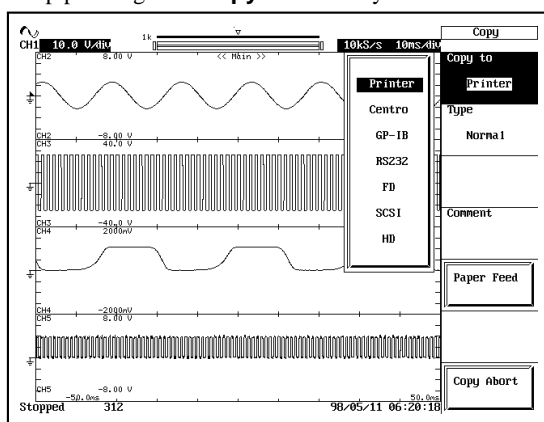 Copy
CH1 10.0 V/div
1k
10kS/s 10ms/div
CH2 8.00 V
<< Main >>
Copy to
Printer
Type
Normal
Comment
Paper Feed
Copy Abort
Printer
Centro
GP-IB
RS232
FD
SCSI
HD
CH2 -8.00 V
CH3 40.0 V
CH3 -40.0 V
CH4 2000mV
CH4 -2000mV
CH5 8.00 V
CH5 -8.00 V
-50.0ms
50.0ms
Stopped 312
98/05/11 06:20:18